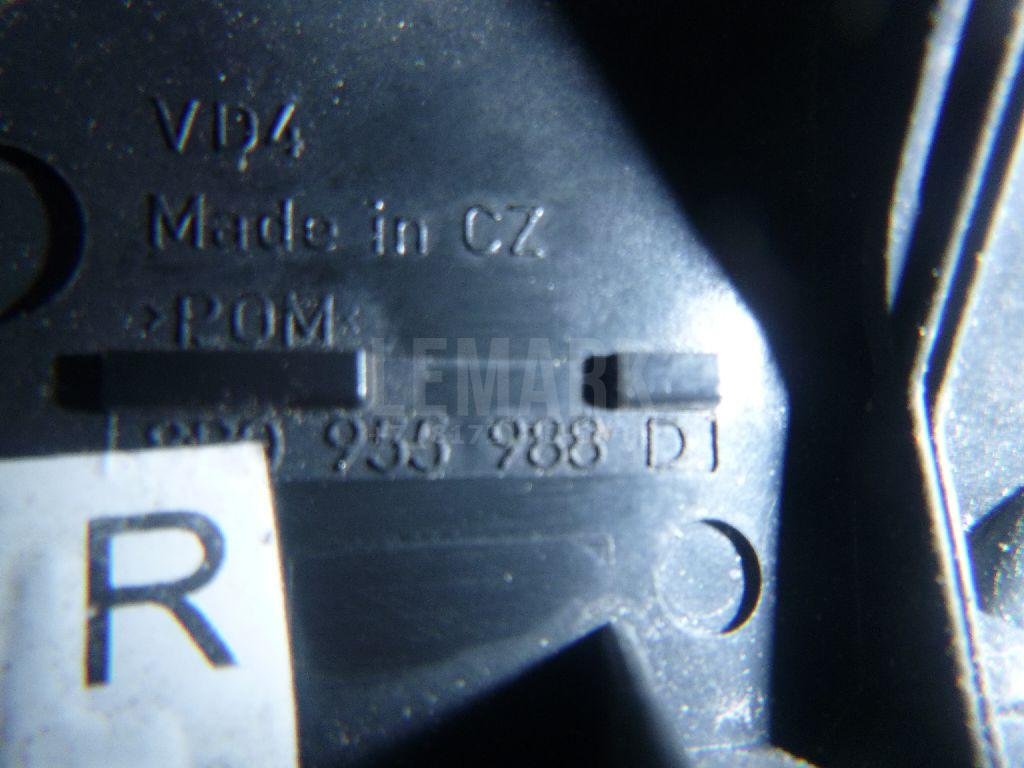 VD4
Made in CZ
>POM<
LEMARK
955 988 D
R